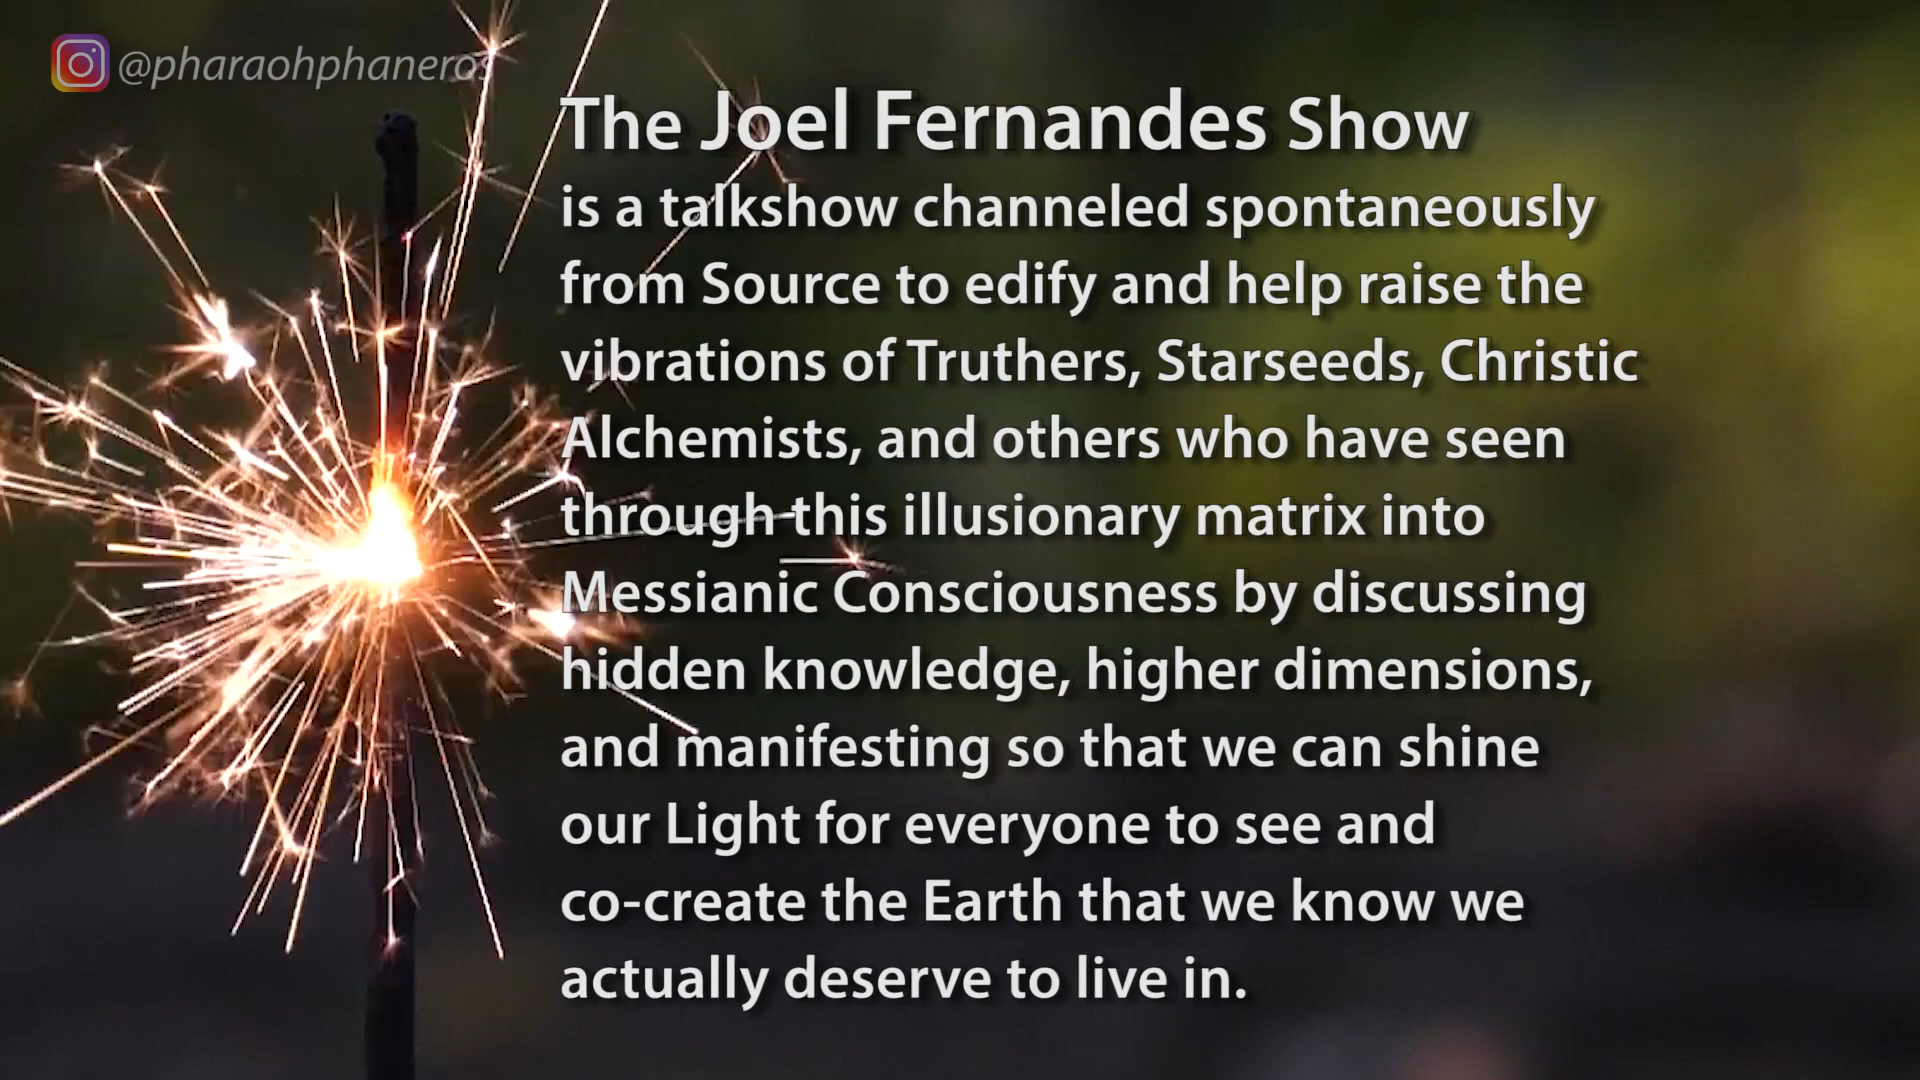 @pharaohphaneros
The Joel Fernandes Show
is a talkshow channeled spontaneously
from Source to edify and help raise the
vibrations of Truthers, Starseeds, Christic
Alchemists, and others who have seen
through this illusionary matrix into
Messianic Consciousness by discussing
hidden knowledge, higher dimensions,
and manifesting so that we can shine
our Light for everyone to see and
co-create the Earth that we know we
actually deserve to live in.